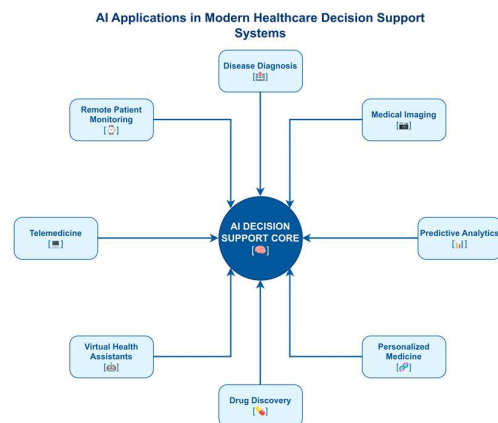 AI Applications in Modern Healthcare Decision Support
Systems
Disease Diagnosis
[🏥]
Remote Patient
Monitoring
[⌚]
Medical Imaging
[📷]
Telemedicine
[💻]
AI DECISION
SUPPORT CORE
[🧠]
Predictive Analytics
[📊]
Virtual Health
Assistants
[🤖]
Personalized
Medicine
[🧬]
Drug Discovery
[💊]